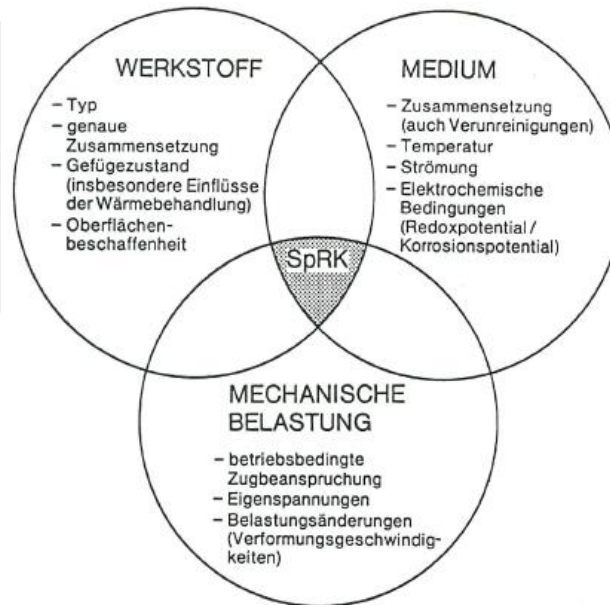 WERKSTOFF
– Typ
– genaue
Zusammensetzung
– Gefügezustand
(insbesondere Einflüsse
der Wärmebehandlung)
– Oberflächen-
beschaffenheit
MEDIUM
– Zusammensetzung
(auch Verunreinigungen)
– Temperatur
– Strömung
– Elektrochemische
Bedingungen
(Redoxpotential /
Korrosionspotential)
SpRK
MECHANISCHE
BELASTUNG
– betriebsbedingte
Zugbeanspruchung
– Eigenspannungen
– Belastungsänderungen
(Verformungsgeschwindig-
keiten)